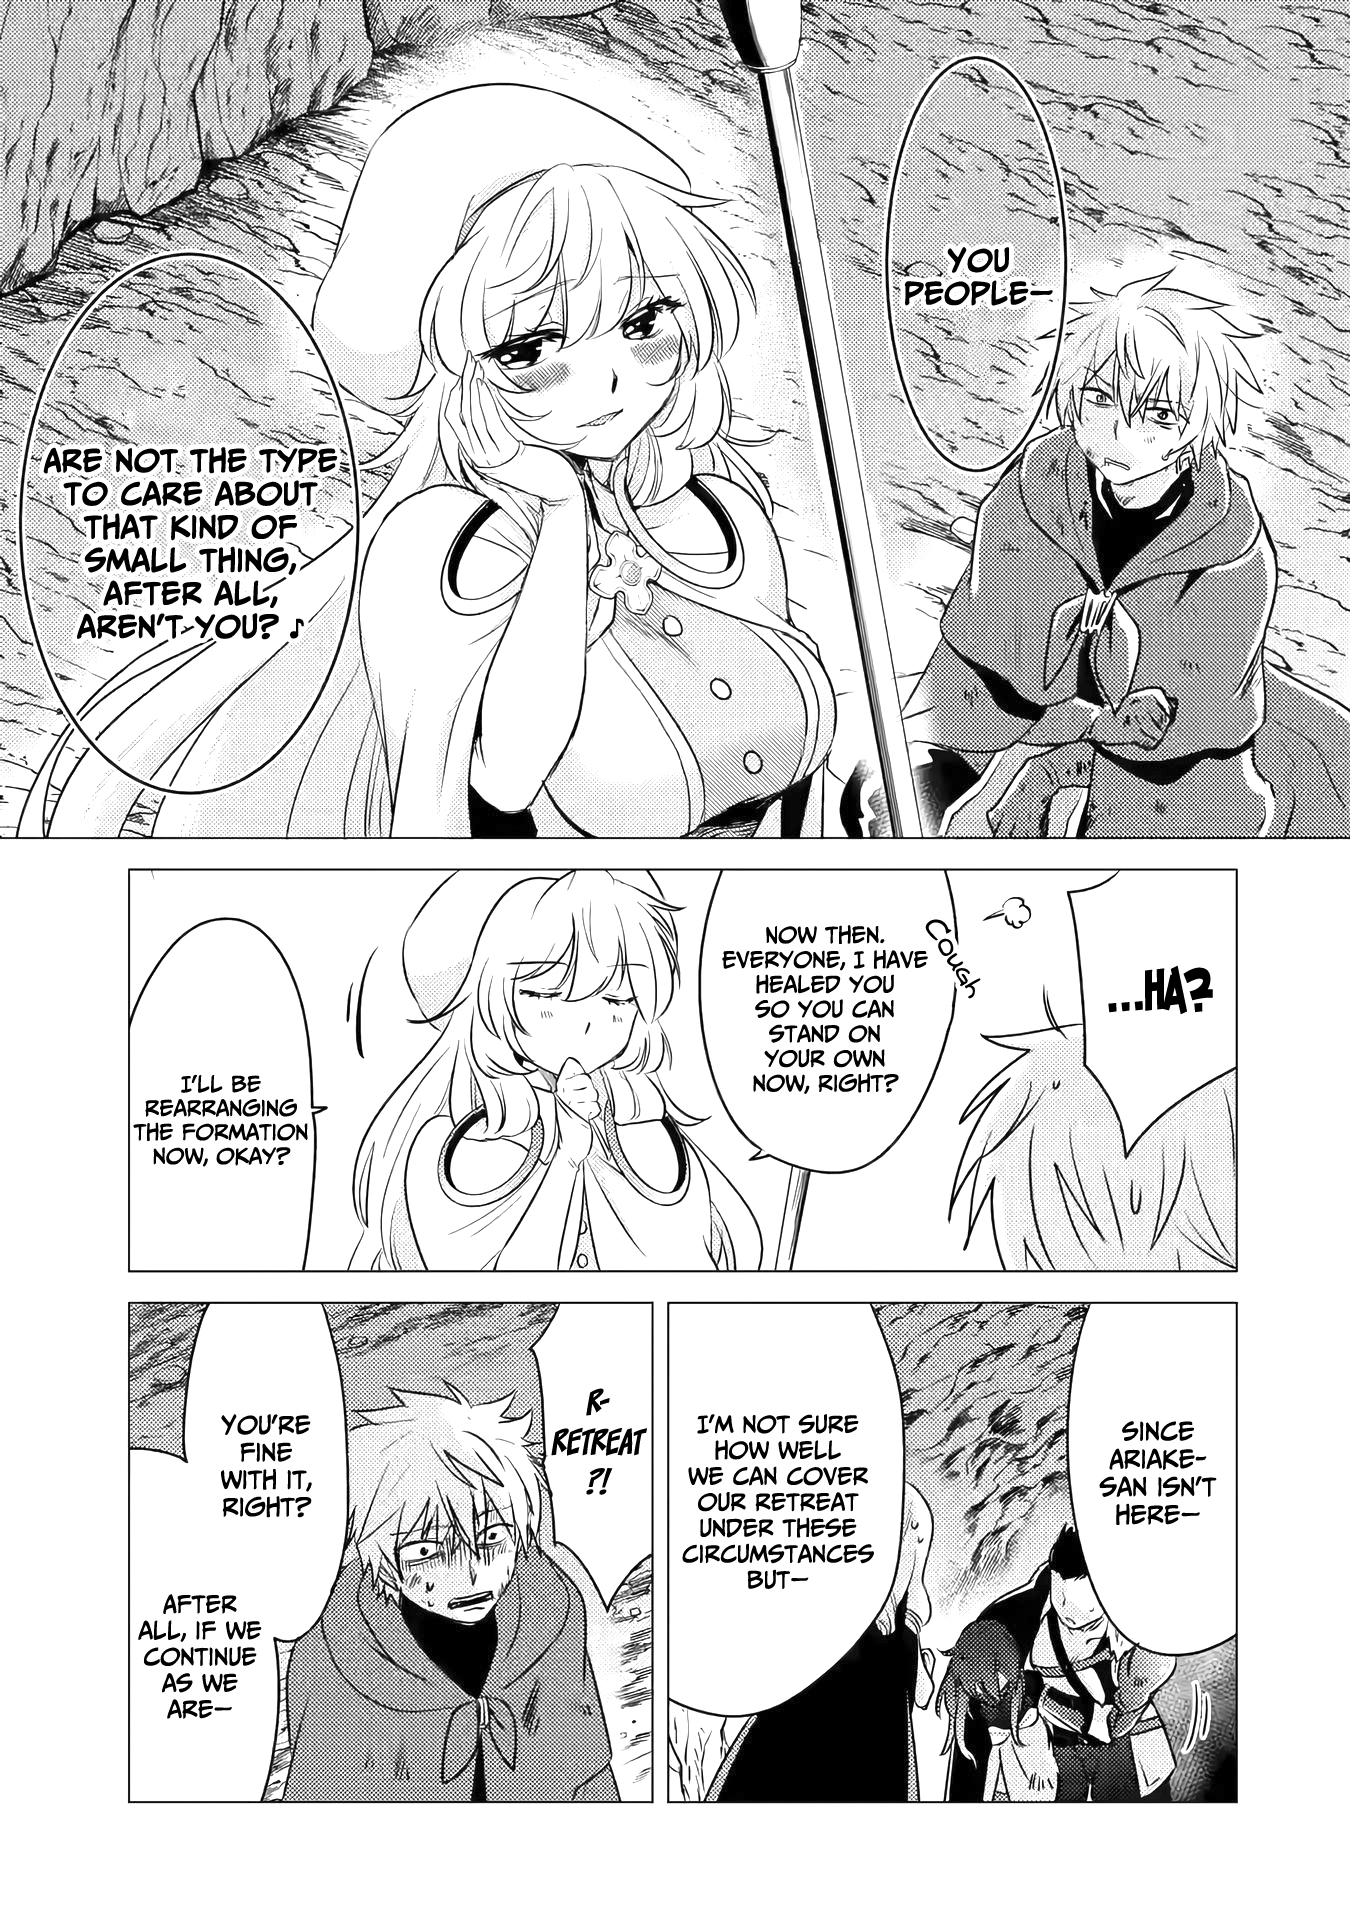 YOU
PEOPLE—
ARE NOT THE TYPE
TO CARE ABOUT
THAT KIND OF
SMALL THING,
AFTER ALL,
AREN'T YOU? ♪
...HA?
COUGH
NOW THEN.
EVERYONE, I HAVE
HEALED YOU
SO YOU CAN
STAND ON
YOUR OWN
NOW, RIGHT?
I'LL BE
REARRANGING
THE FORMATION
NOW, OKAY?
SINCE
ARIAKE-
SAN ISN'T
HERE—
I'M NOT SURE
HOW WELL
WE CAN COVER
OUR RETREAT
UNDER THESE
CIRCUMSTANCES
BUT—
R-
RETREAT
?!
YOU'RE
FINE
WITH IT,
RIGHT?
AFTER
ALL, IF WE
CONTINUE
AS WE
ARE—